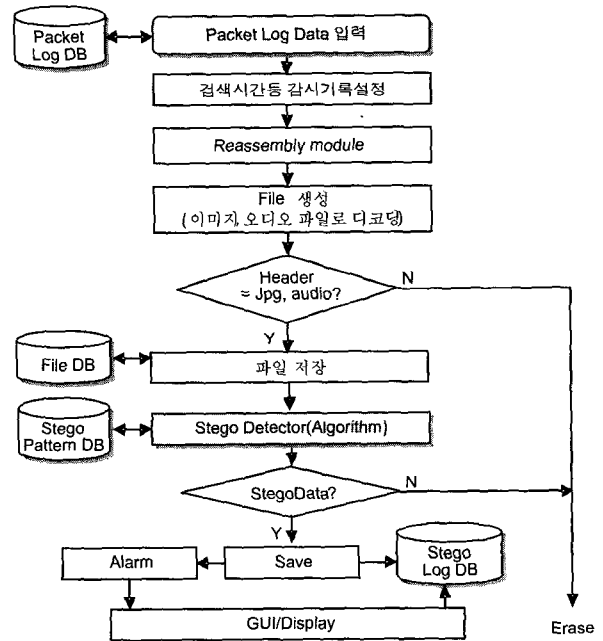 Packet
Log DB
Packet Log Data 입력
검색시간등 감시기록설정
Reassembly module
File 생성
(이미지, 오디오 파일로 디코딩)
Header
= Jpg, audio?
N
Y
File DB
파일 저장
Stego
Pattern DB
Stego Detector(Algorithm)
StegoData?
N
Y
Alarm
Save
Stego
Log DB
GUI/Display
Erase